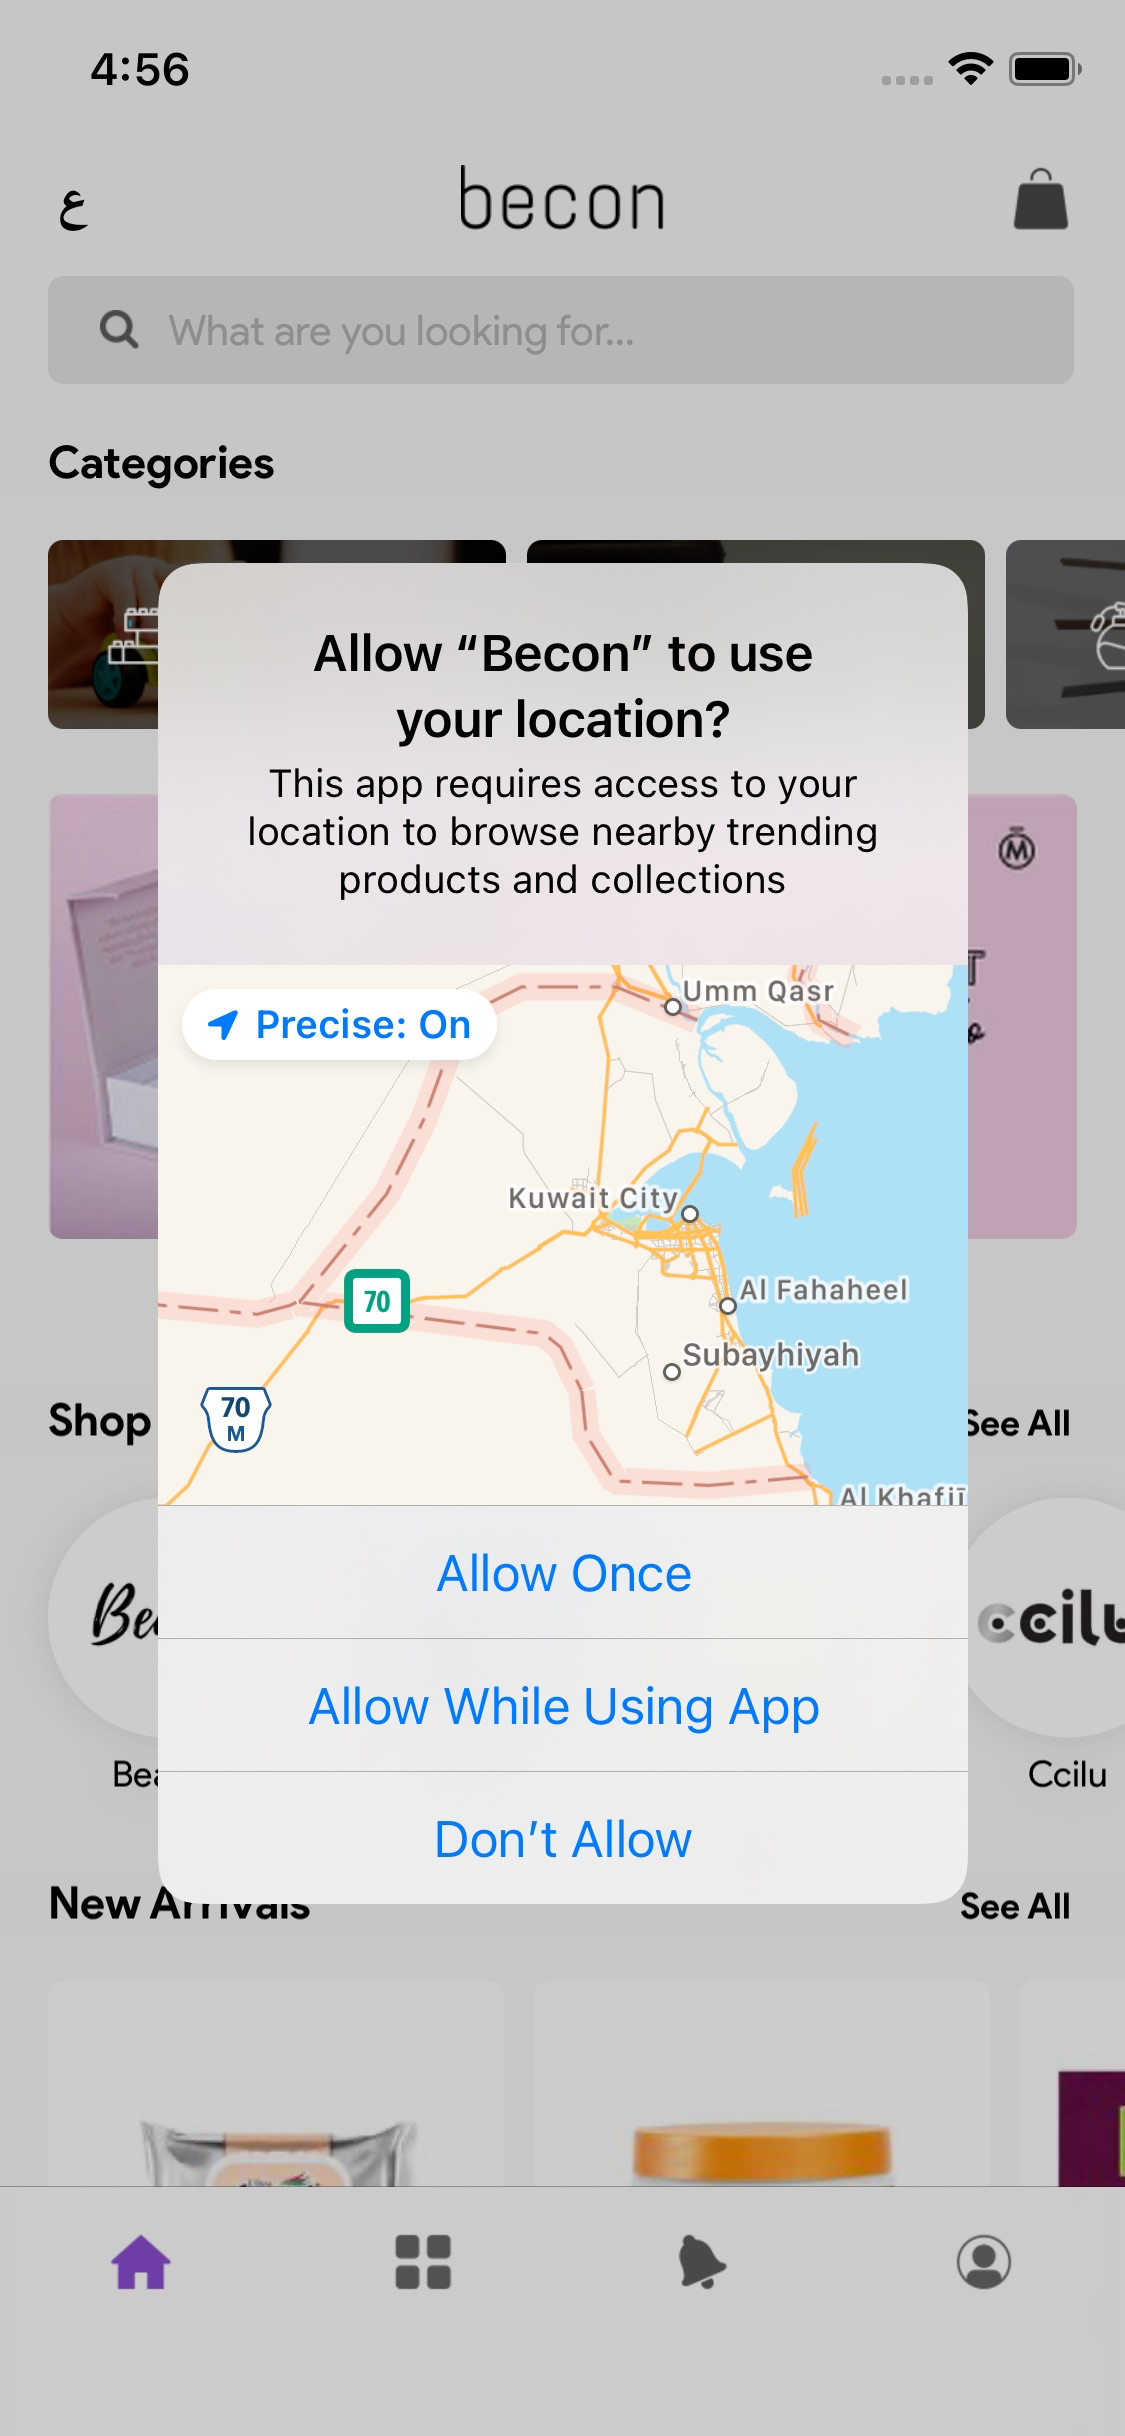 4:56
ع
becon
What are you looking for...
Categories
Allow “Becon” to use
your location?
This app requires access to your
location to browse nearby trending
products and collections
Precise: On
Umm Qasr
Kuwait City
Al Fahaheel
70
Subayhiyah
70
M
Al Khafjī
Allow Once
Allow While Using App
Don’t Allow
Shop
See All
ccilu
Ccilu
New Arrivals
See All